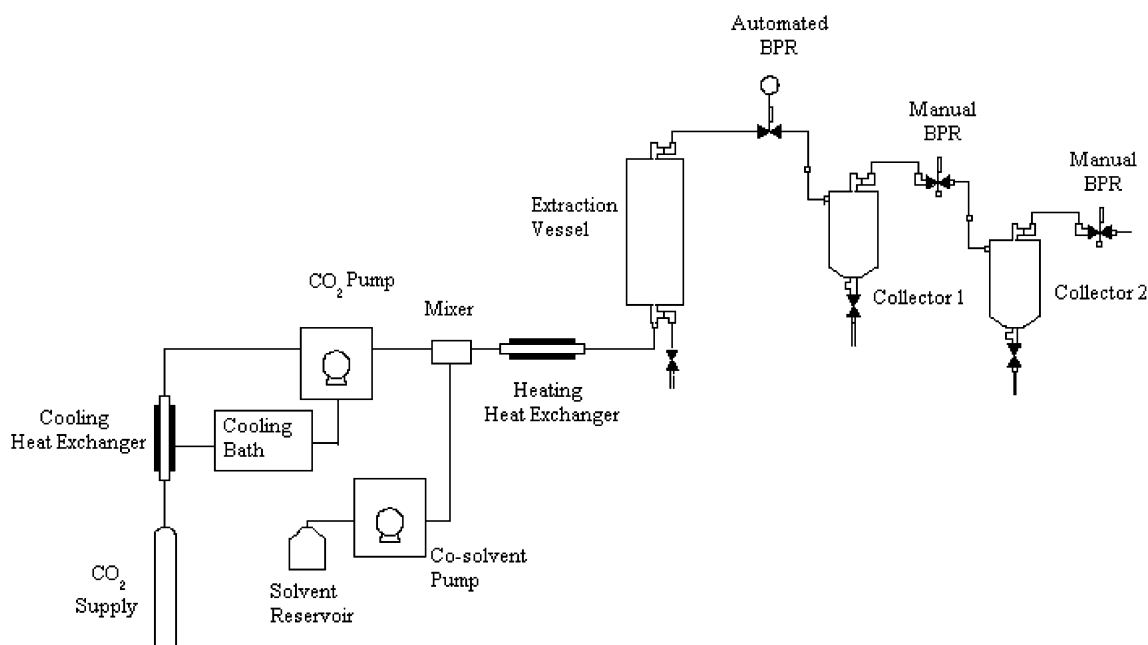 Automated
BPR
Manual
BPR
Manual
BPR
Extraction
Vessel
Collector 1
Collector 2
CO2 Pump
Mixer
Heating
Heat Exchanger
Cooling
Heat Exchanger
Cooling
Bath
Co-solvent
Pump
CO2
Supply
Solvent
Reservoir